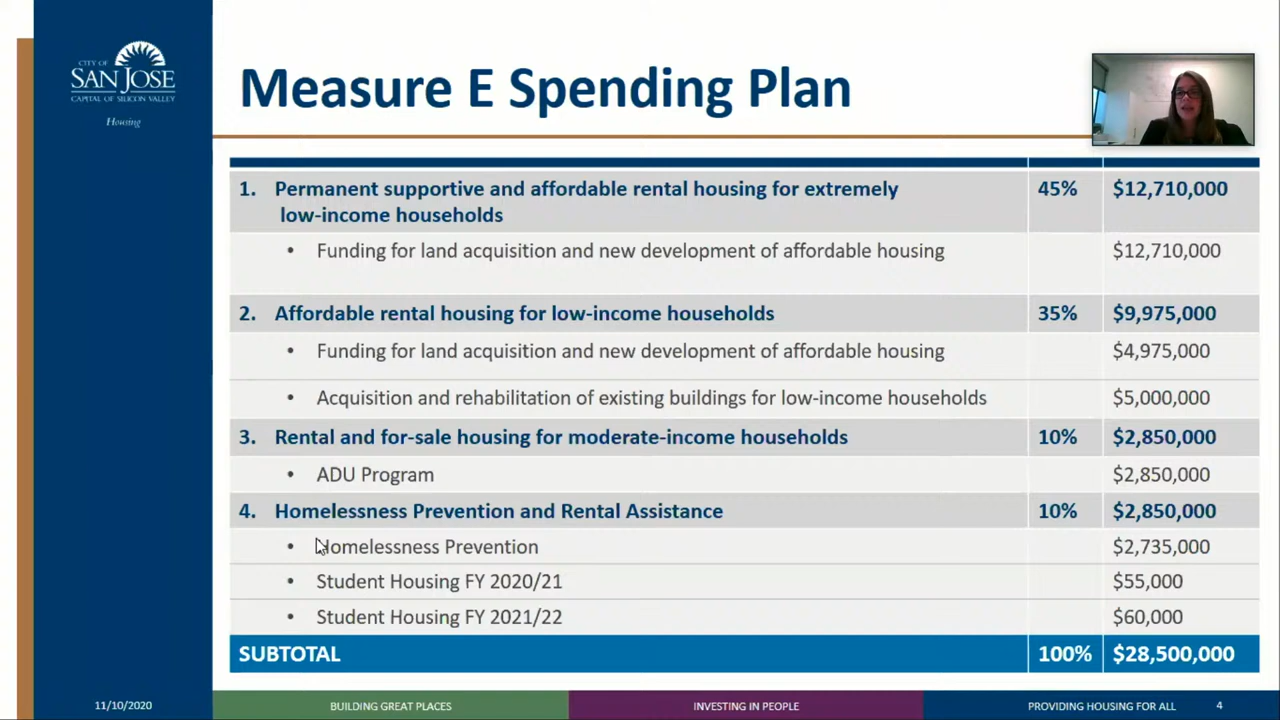 CITY OF
SAN JOSE
CAPITAL OF SILICON VALLEY
Housing
Measure E Spending Plan
1. Permanent supportive and affordable rental housing for extremely 45% $12,710,000
low-income households
• Funding for land acquisition and new development of affordable housing $12,710,000
2. Affordable rental housing for low-income households 35% $9,975,000
• Funding for land acquisition and new development of affordable housing $4,975,000
• Acquisition and rehabilitation of existing buildings for low-income households $5,000,000
3. Rental and for-sale housing for moderate-income households 10% $2,850,000
• ADU Program $2,850,000
4. Homelessness Prevention and Rental Assistance 10% $2,850,000
• Homelessness Prevention $2,735,000
• Student Housing FY 2020/21 $55,000
• Student Housing FY 2021/22 $60,000
SUBTOTAL 100% $28,500,000
11/10/2020 BUILDING GREAT PLACES INVESTING IN PEOPLE PROVIDING HOUSING FOR ALL 4